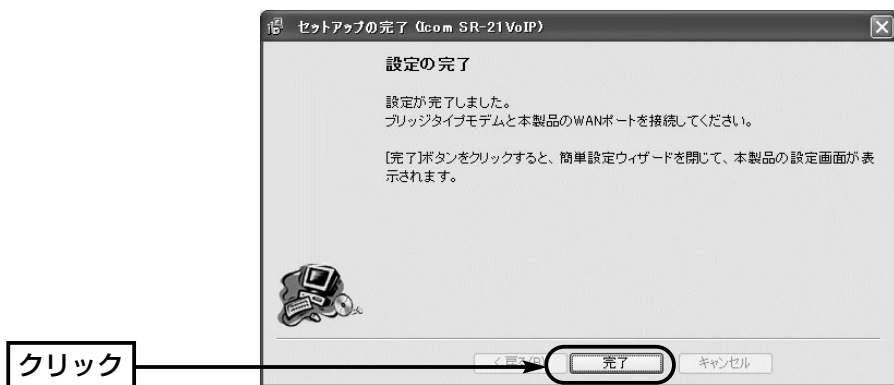 セットアップの完了 (Icom SR-21VoIP)
設定の完了
設定が完了しました。
ブリッジタイプモデムと本製品のWANポートを接続してください。
[完了]ボタンをクリックすると、簡単設定ウィザードを閉じて、本製品の設定画面が表
示されます。
クリック
< 戻る(B)
完了
キャンセル